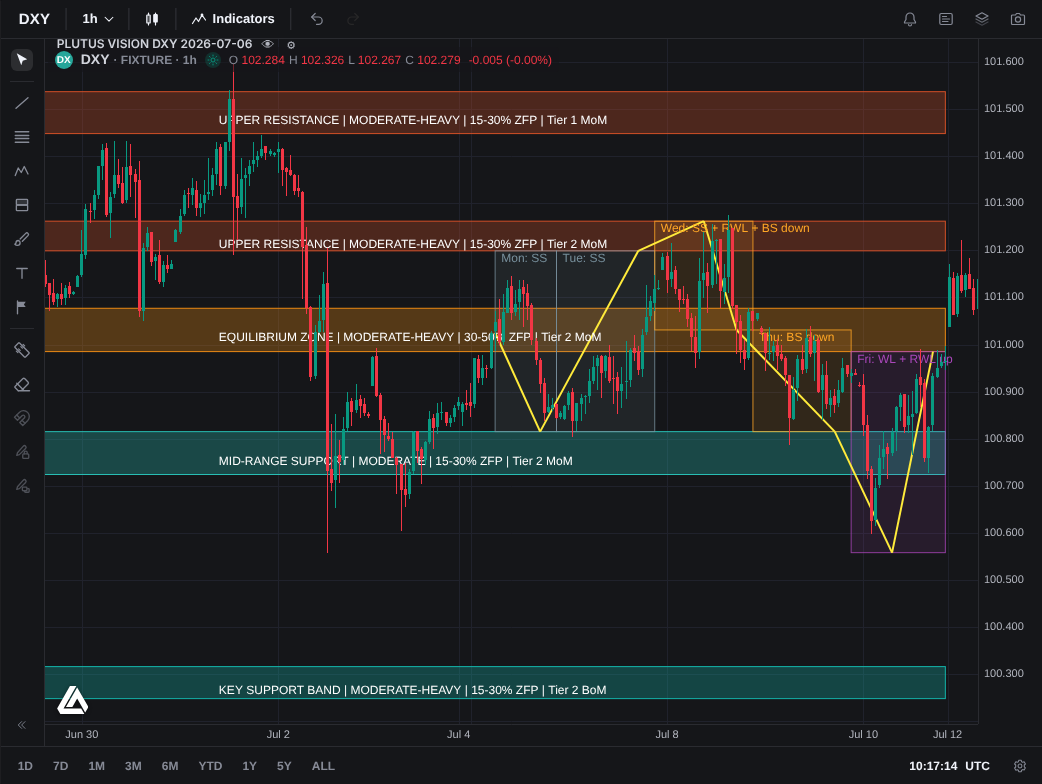 DXY 1h Indicators
PLUTUS VISION DXY 2026-07-06
DX DXY · FIXTURE · 1h O 102.284 H 102.326 L 102.267 C 102.279 -0.005 (-0.00%)
101.600
101.500
UPPER RESISTANCE | MODERATE-HEAVY | 15-30% ZFP | Tier 1 MoM
101.400
101.300
Wed: SS + RWL + BS down
UPPER RESISTANCE | MODERATE-HEAVY | 15-30% ZFP | Tier 2 MoM
101.200
Mon: SS Tue: SS
101.100
EQUILIBRIUM ZONE | MODERATE-HEAVY | 30-50% ZFP | Tier 2 MoM
Thu: BS down
101.000
Fri: WL + RWL up
100.900
100.800
MID-RANGE SUPPORT | MODERATE | 15-30% ZFP | Tier 2 MoM
100.700
100.600
100.500
100.400
100.300
KEY SUPPORT BAND | MODERATE-HEAVY | 15-30% ZFP | Tier 2 BoM
Jun 30 Jul 2 Jul 4 Jul 8 Jul 10 Jul 12
1D 7D 1M 3M 6M YTD 1Y 5Y ALL 10:17:14 UTC